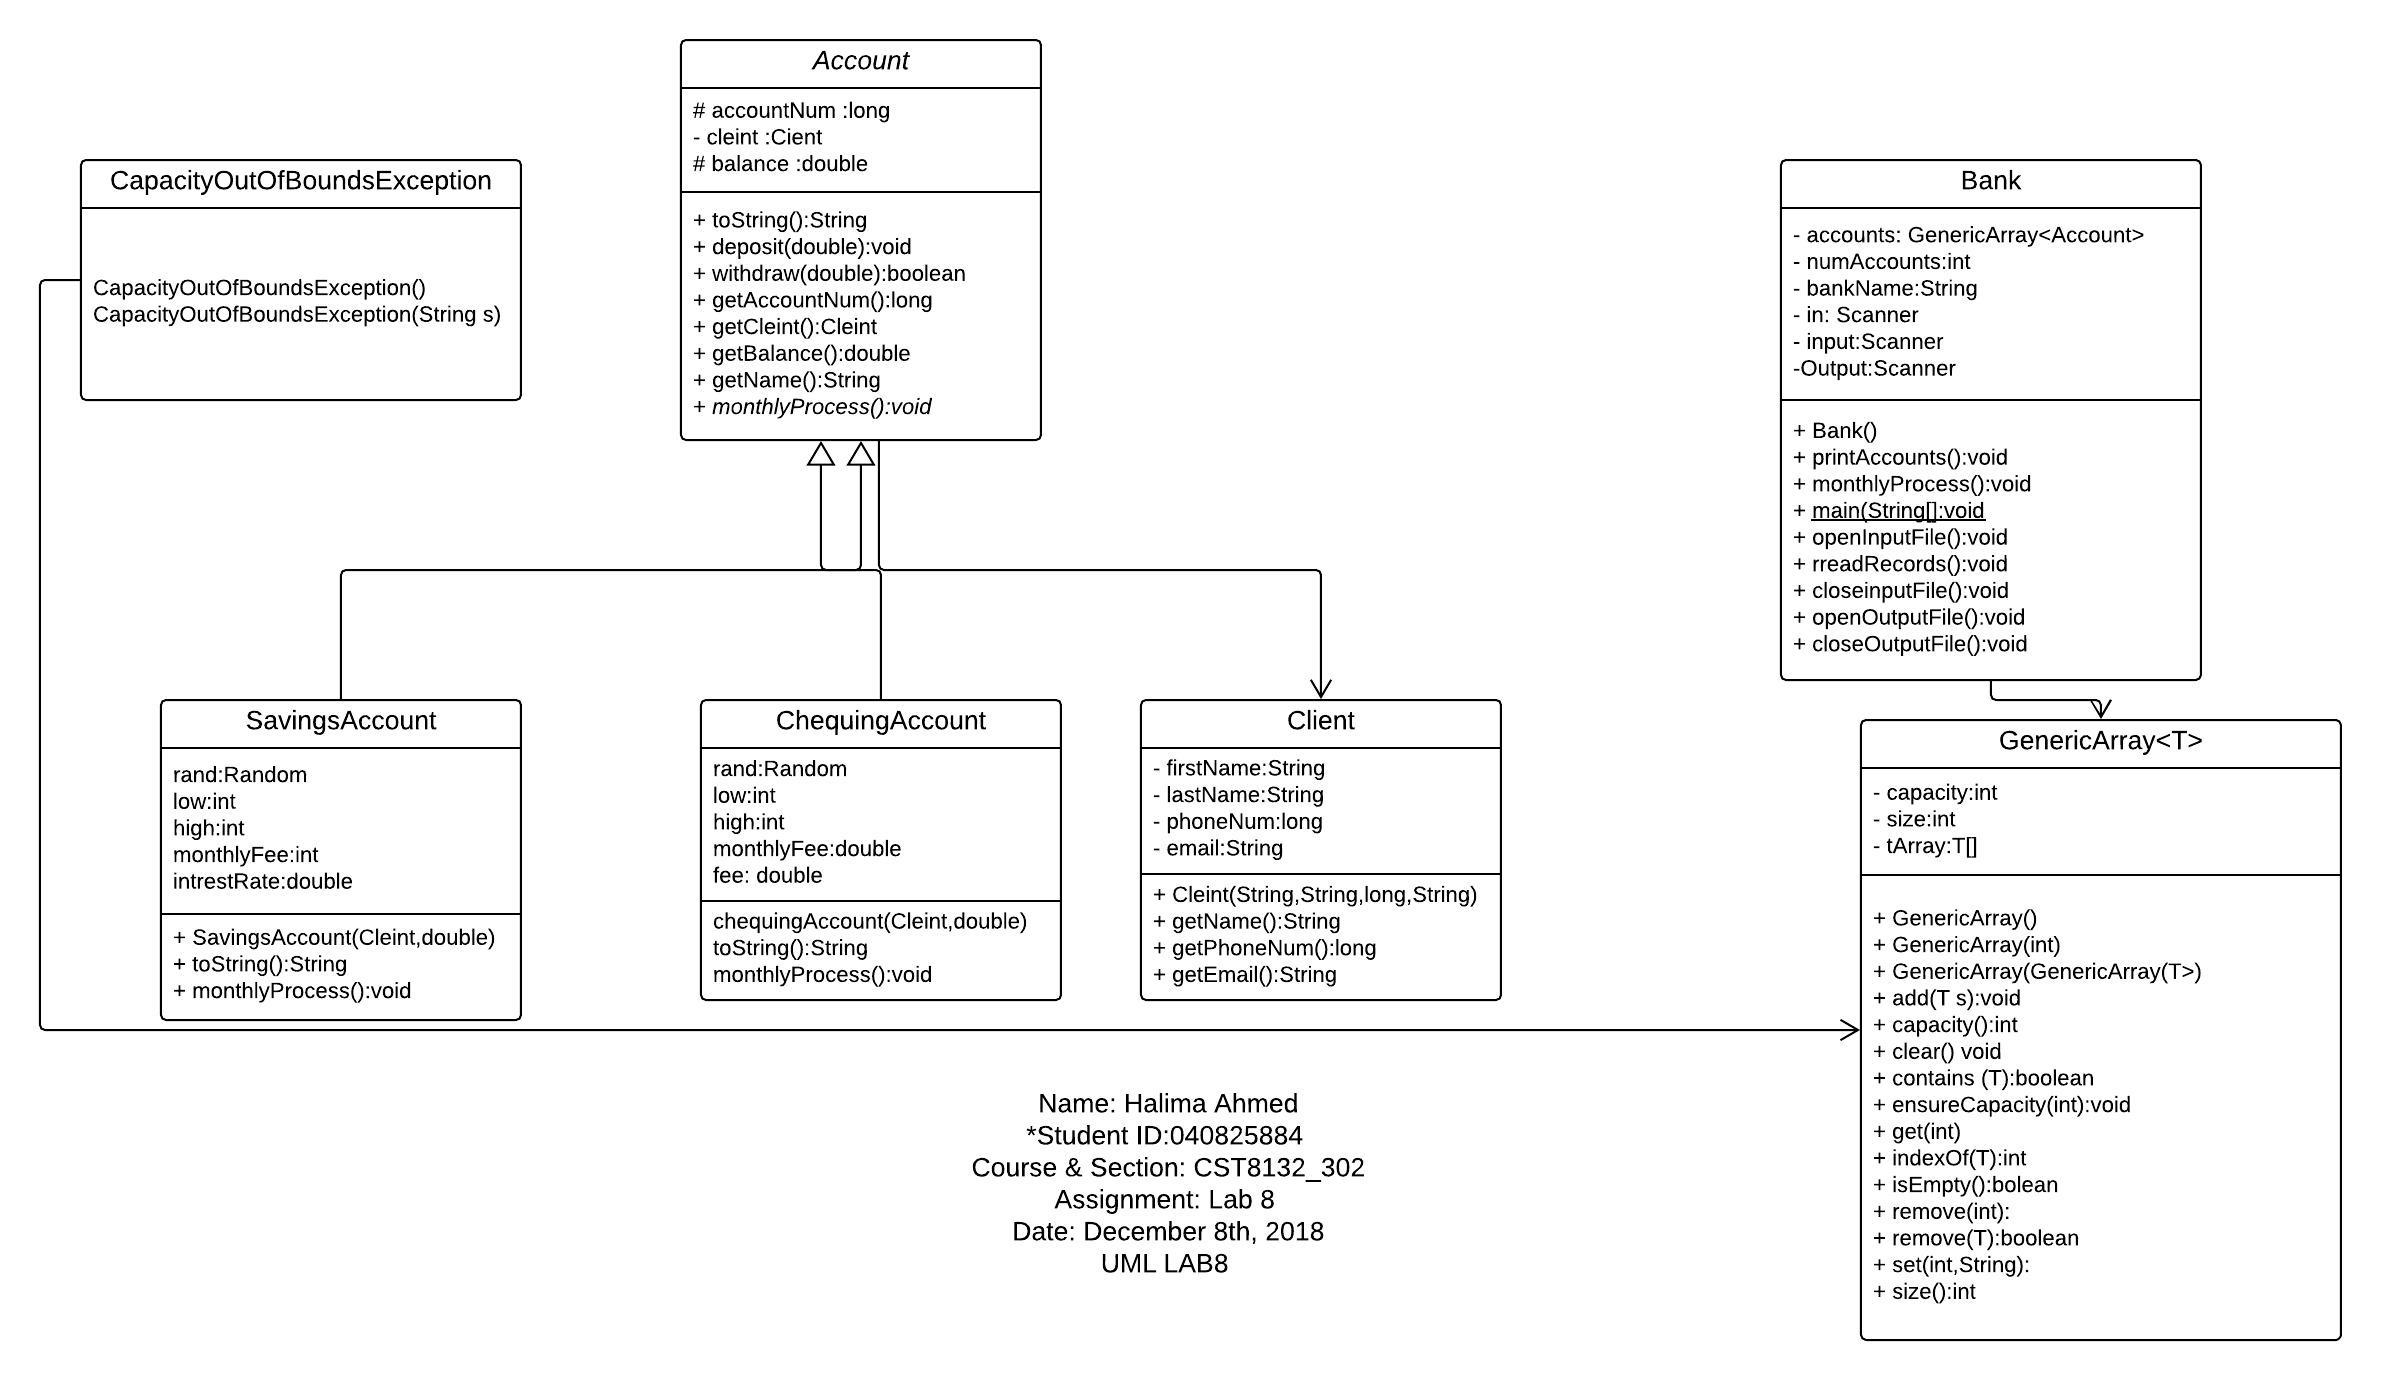 Account
# accountNum :long
- cleint :Cient
# balance :double
+ toString():String
+ deposit(double):void
+ withdraw(double):boolean
+ getAccountNum():long
+ getCleint():Cleint
+ getBalance():double
+ getName():String
+ monthlyProcess():void
CapacityOutOfBoundsException
CapacityOutOfBoundsException()
CapacityOutOfBoundsException(String s)
Bank
- accounts: GenericArray<Account>
- numAccounts:int
- bankName:String
- in: Scanner
- input:Scanner
-Output:Scanner
+ Bank()
+ printAccounts():void
+ monthlyProcess():void
+ main(String[]:void
+ openInputFile():void
+ rreadRecords():void
+ closeinputFile():void
+ openOutputFile():void
+ closeOutputFile():void
SavingsAccount
rand:Random
low:int
high:int
monthlyFee:int
intrestRate:double
+ SavingsAccount(Cleint,double)
+ toString():String
+ monthlyProcess():void
ChequingAccount
rand:Random
low:int
high:int
monthlyFee:double
fee: double
chequingAccount(Cleint,double)
toString():String
monthlyProcess():void
Client
- firstName:String
- lastName:String
- phoneNum:long
- email:String
+ Cleint(String,String,long,String)
+ getName():String
+ getPhoneNum():long
+ getEmail():String
GenericArray<T>
- capacity:int
- size:int
- tArray:T[]
+ GenericArray()
+ GenericArray(int)
+ GenericArray(GenericArray(T>)
+ add(T s):void
+ capacity():int
+ clear() void
+ contains (T):boolean
+ ensureCapacity(int):void
+ get(int)
+ indexOf(T):int
+ isEmpty():bolean
+ remove(int):
+ remove(T):boolean
+ set(int,String):
+ size():int
Name: Halima Ahmed
*Student ID:040825884
Course & Section: CST8132_302
Assignment: Lab 8
Date: December 8th, 2018
UML LAB8